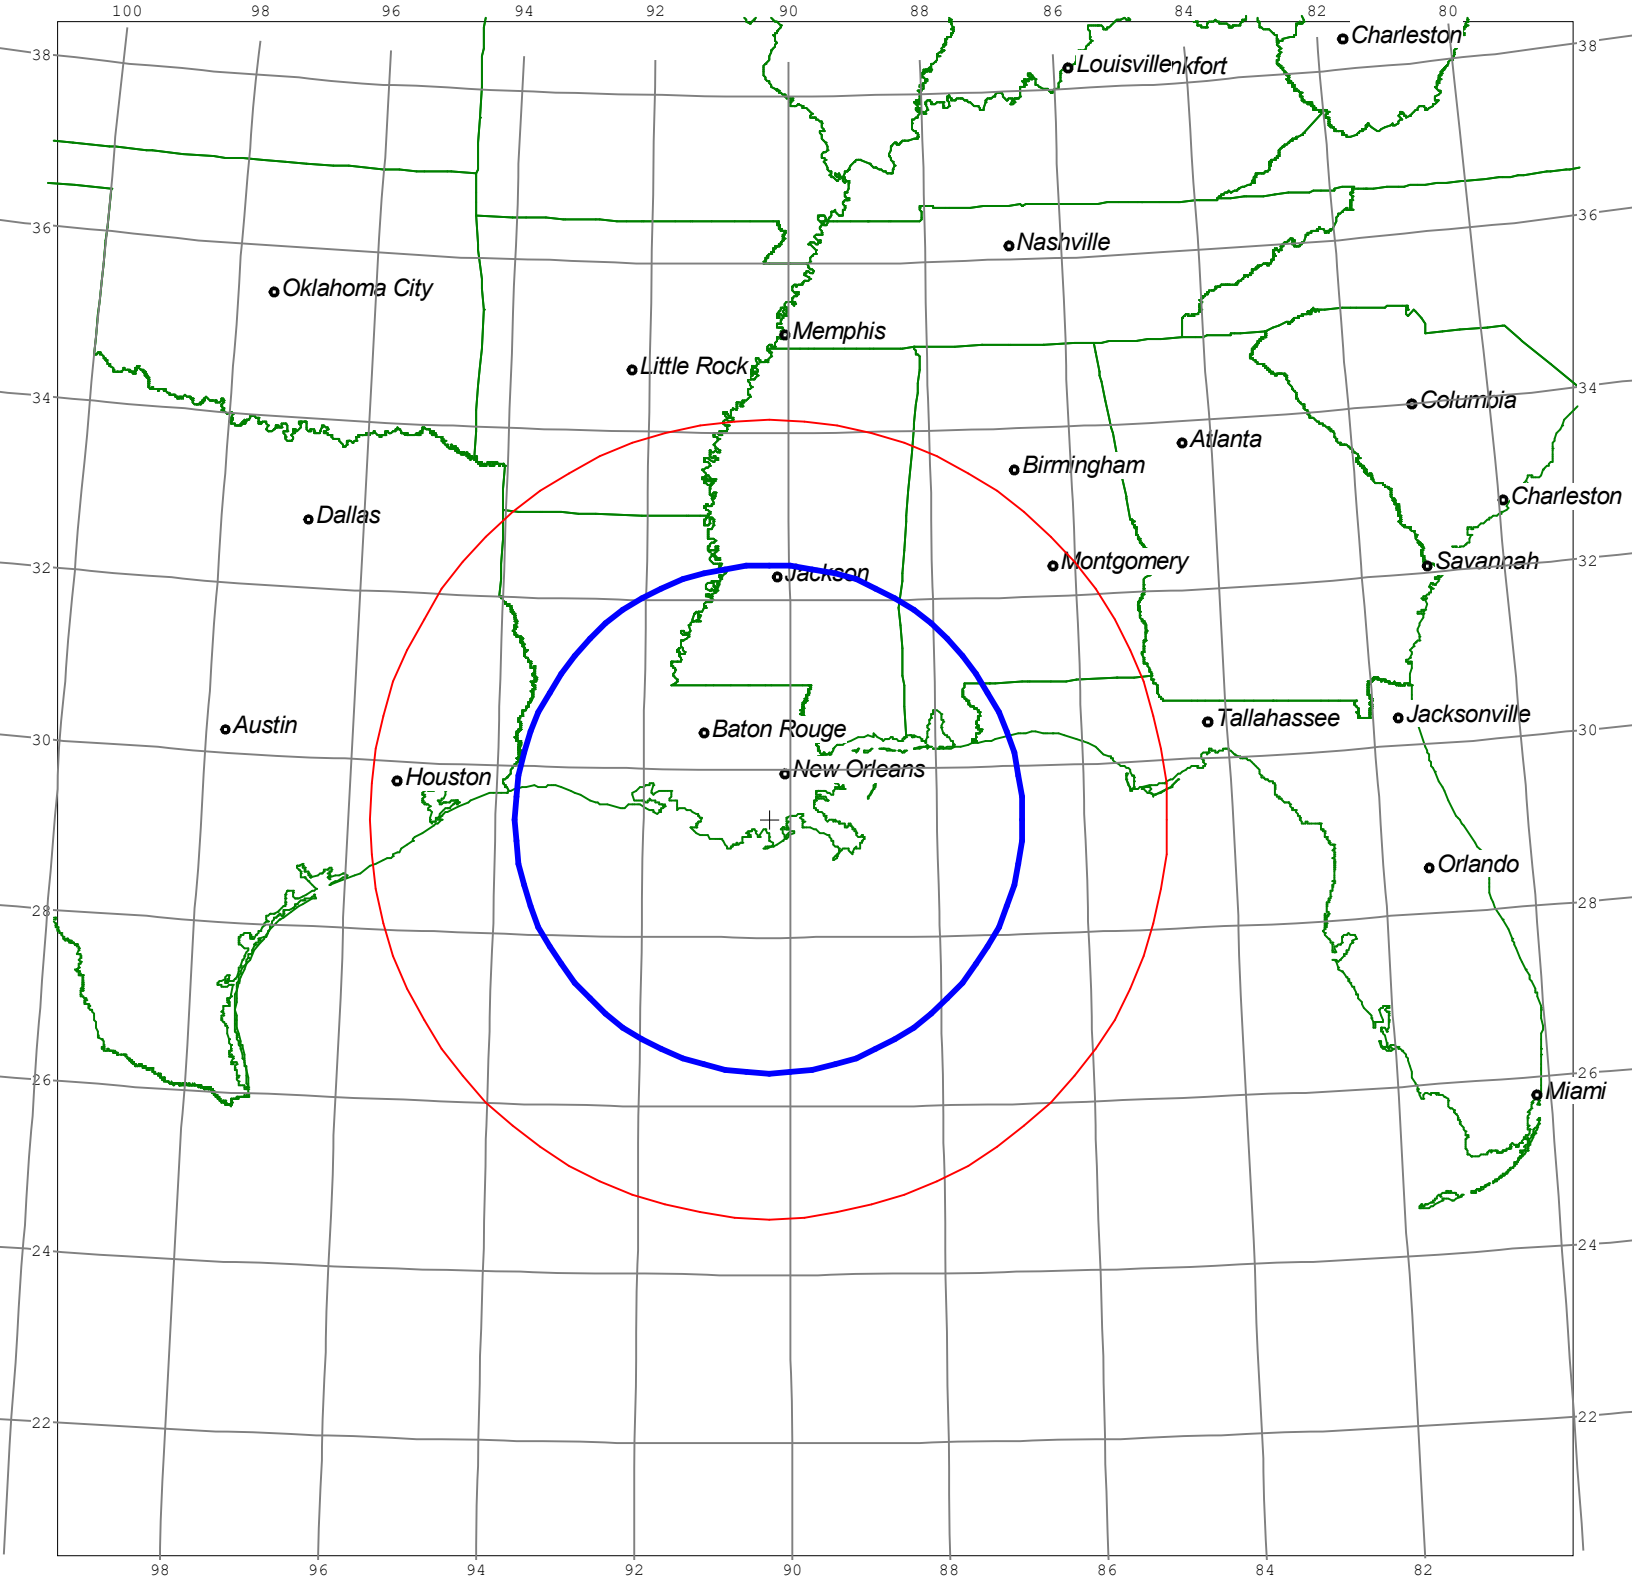 100 98 96 94 92 90 88 86 84 82 80
Charleston
38 38
Louisville nkfort
36 36
Nashville
Oklahoma City
Memphis
Little Rock
34 34
Columbia
Atlanta
Birmingham
Charleston
Dallas
32 32
Montgomery
Savannah
Jackson
Austin
Baton Rouge
Tallahassee
Jacksonville
30 30
Houston
New Orleans
Orlando
28 28
26 26
Miami
24 24
22 22
98 96 94 92 90 88 86 84 82